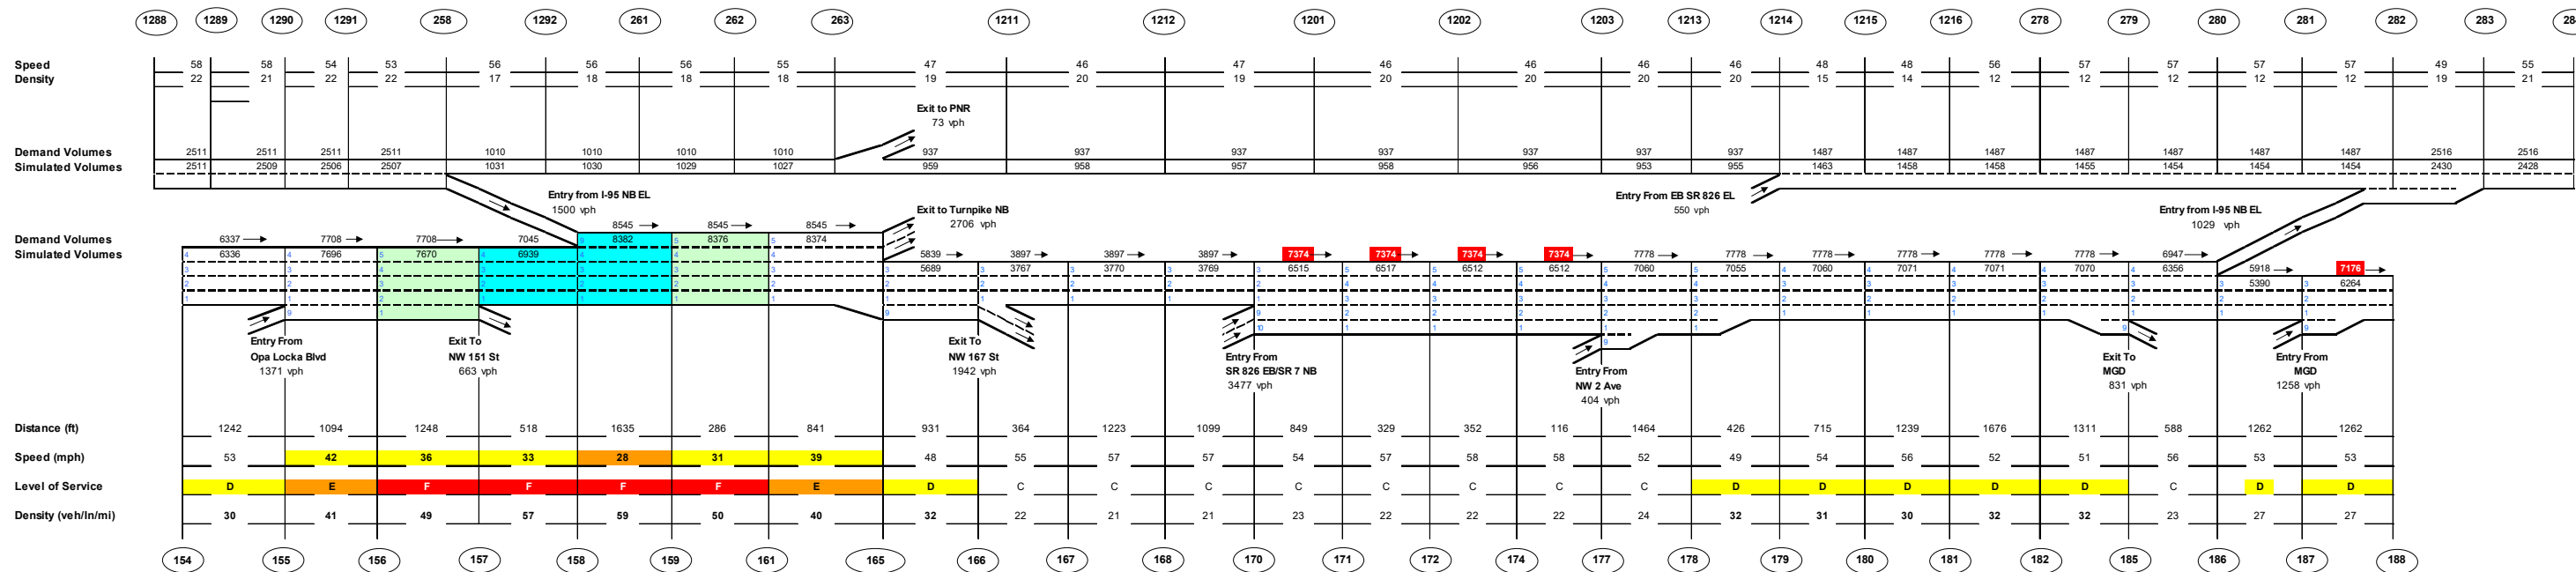 1288 1289 1290 1291 258 1292 261 262 263 1211 1212 1201 1202 1203 1213 1214 1215 1216 278 279 280 281 282 283 28
Speed 58 58 54 53 56 56 56 55 47 46 47 46 46 46 46 48 48 56 57 57 57 57 49 55
Density 22 21 22 22 17 18 18 18 19 20 19 20 20 20 20 15 14 12 12 12 12 12 19 21
Exit to PNR
73 vph
Demand Volumes 2511 2511 2511 2511 1010 1010 1010 1010 937 937 937 937 937 937 937 1487 1487 1487 1487 1487 1487 1487 2516 2516
Simulated Volumes 2511 2509 2506 2507 1031 1030 1029 1027 959 958 957 958 956 953 955 1463 1458 1458 1455 1454 1454 1454 2430 2428
Entry from I-95 NB EL
1500 vph
Entry From EB SR 826 EL
550 vph
Exit to Turnpike NB
2706 vph
Entry from I-95 NB EL
1029 vph
Demand Volumes 6337 7708 7708 7045 8545 8545 8545 5839 3897 3897 3897 7374 7374 7374 7374 7778 7778 7778 7778 7778 7778 6947 5918 7176
Simulated Volumes 6336 7696 7670 6939 8382 8376 8374 5689 3767 3770 3769 6515 6517 6512 6512 7060 7055 7060 7071 7071 7070 6356 5390 6264
Entry From
Opa Locka Blvd
1371 vph
Exit To
NW 151 St
663 vph
Exit To
NW 167 St
1942 vph
Entry From
SR 826 EB/SR 7 NB
3477 vph
Entry From
NW 2 Ave
404 vph
Exit To
MGD
831 vph
Entry From
MGD
1258 vph
Distance (ft) 1242 1094 1248 518 1635 286 841 931 364 1223 1099 849 329 352 116 1464 426 715 1239 1676 1311 588 1262 1262
Speed (mph) 53 42 36 33 28 31 39 48 55 57 57 54 57 58 58 52 49 54 56 52 51 56 53 53
Level of Service D E F F F F E D C C C C C C C C D D D D D C D D
Density (veh/ln/mi) 30 41 49 57 59 50 40 32 22 21 21 23 22 22 22 24 32 31 30 32 32 23 27 27
154 155 156 157 158 159 161 165 166 167 168 170 171 172 174 177 178 179 180 181 182 185 186 187 188